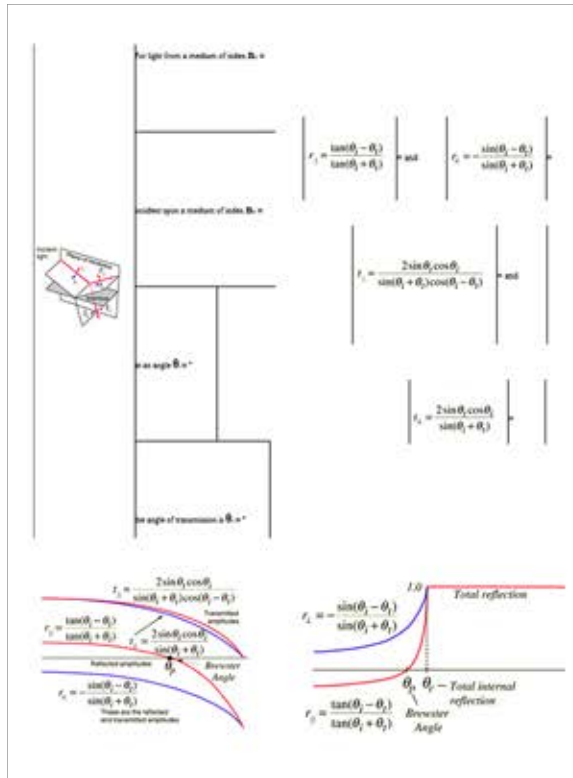 For light from a medium of index n₁ =
incident upon a medium of index n₂ =
at an angle θᵢ = °
the angle of transmission is θₜ = °
Incident
light
Plane of incidence
= tan(θᵢ − θₜ) / tan(θᵢ + θₜ) = and
= − sin(θᵢ − θₜ) / sin(θᵢ + θₜ) =
= 2sinθₜcosθᵢ / sin(θᵢ + θₜ)cos(θᵢ − θₜ) = and
= 2sinθₜcosθᵢ / sin(θᵢ + θₜ) =
= 2sinθₜcosθᵢ / sin(θᵢ + θₜ)cos(θᵢ − θₜ)
Transmitted
amplitudes
r∥ = tan(θᵢ − θₜ) / tan(θᵢ + θₜ)
= 2sinθₜcosθᵢ / sin(θᵢ + θₜ)
Reflected amplitudes
θₚ
Brewster
Angle
= − sin(θᵢ − θₜ) / sin(θᵢ + θₜ)
These are the reflected
and transmitted amplitudes
1.0
Total reflection
= − sin(θᵢ − θₜ) / sin(θᵢ + θₜ)
θₚ
Total internal
reflection
Brewster
Angle
r∥ = tan(θᵢ − θₜ) / tan(θᵢ + θₜ)